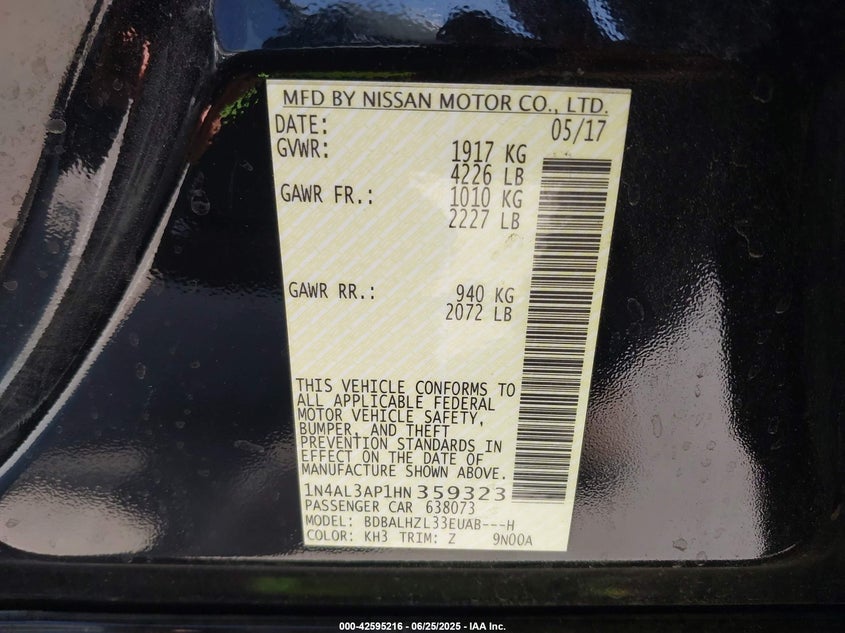 MFD BY NISSAN MOTOR CO., LTD.
DATE: 05/17
GVWR: 1917 KG
4226 LB
GAWR FR.: 1010 KG
2227 LB
GAWR RR.: 940 KG
2072 LB
THIS VEHICLE CONFORMS TO
ALL APPLICABLE FEDERAL
MOTOR VEHICLE SAFETY,
BUMPER, AND THEFT
PREVENTION STANDARDS IN
EFFECT ON THE DATE OF
MANUFACTURE SHOWN ABOVE.
1N4AL3AP1HN359323
PASSENGER CAR 638073
MODEL: BDBALHZL33EUAB---H
COLOR: KH3 TRIM: Z 9N00A
000-42595216 - 06/25/2025 - IAA Inc.